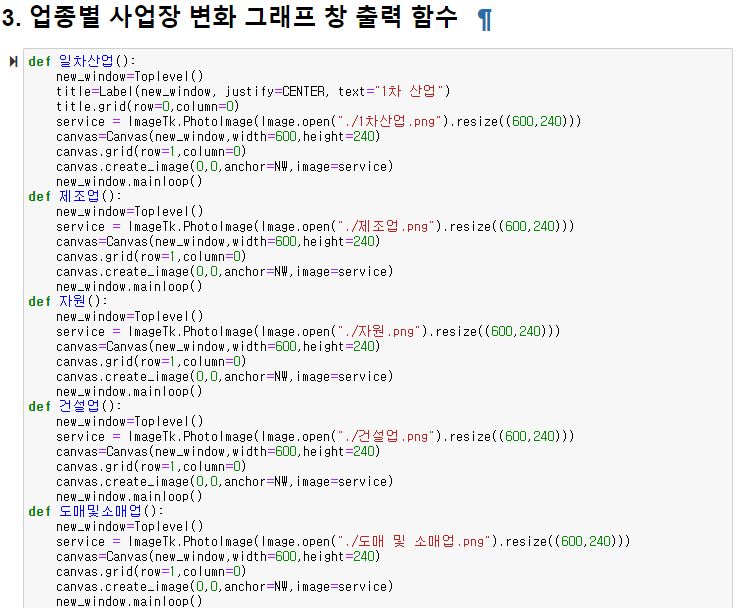 3. 업종별 사업장 변화 그래프 창 출력 함수 ¶
def 일차산업():
    new_window=Toplevel()
    title=Label(new_window, justify=CENTER, text="1차 산업")
    title.grid(row=0,column=0)
    service = ImageTk.PhotoImage(Image.open("./1차산업.png").resize((600,240)))
    canvas=Canvas(new_window,width=600,height=240)
    canvas.grid(row=1,column=0)
    canvas.create_image(0,0,anchor=NW,image=service)
    new_window.mainloop()
def 제조업():
    new_window=Toplevel()
    service = ImageTk.PhotoImage(Image.open("./제조업.png").resize((600,240)))
    canvas=Canvas(new_window,width=600,height=240)
    canvas.grid(row=1,column=0)
    canvas.create_image(0,0,anchor=NW,image=service)
    new_window.mainloop()
def 자원():
    new_window=Toplevel()
    service = ImageTk.PhotoImage(Image.open("./자원.png").resize((600,240)))
    canvas=Canvas(new_window,width=600,height=240)
    canvas.grid(row=1,column=0)
    canvas.create_image(0,0,anchor=NW,image=service)
    new_window.mainloop()
def 건설업():
    new_window=Toplevel()
    service = ImageTk.PhotoImage(Image.open("./건설업.png").resize((600,240)))
    canvas=Canvas(new_window,width=600,height=240)
    canvas.grid(row=1,column=0)
    canvas.create_image(0,0,anchor=NW,image=service)
    new_window.mainloop()
def 도매및소매업():
    new_window=Toplevel()
    service = ImageTk.PhotoImage(Image.open("./도매 및 소매업.png").resize((600,240)))
    canvas=Canvas(new_window,width=600,height=240)
    canvas.grid(row=1,column=0)
    canvas.create_image(0,0,anchor=NW,image=service)
    new_window.mainloop()